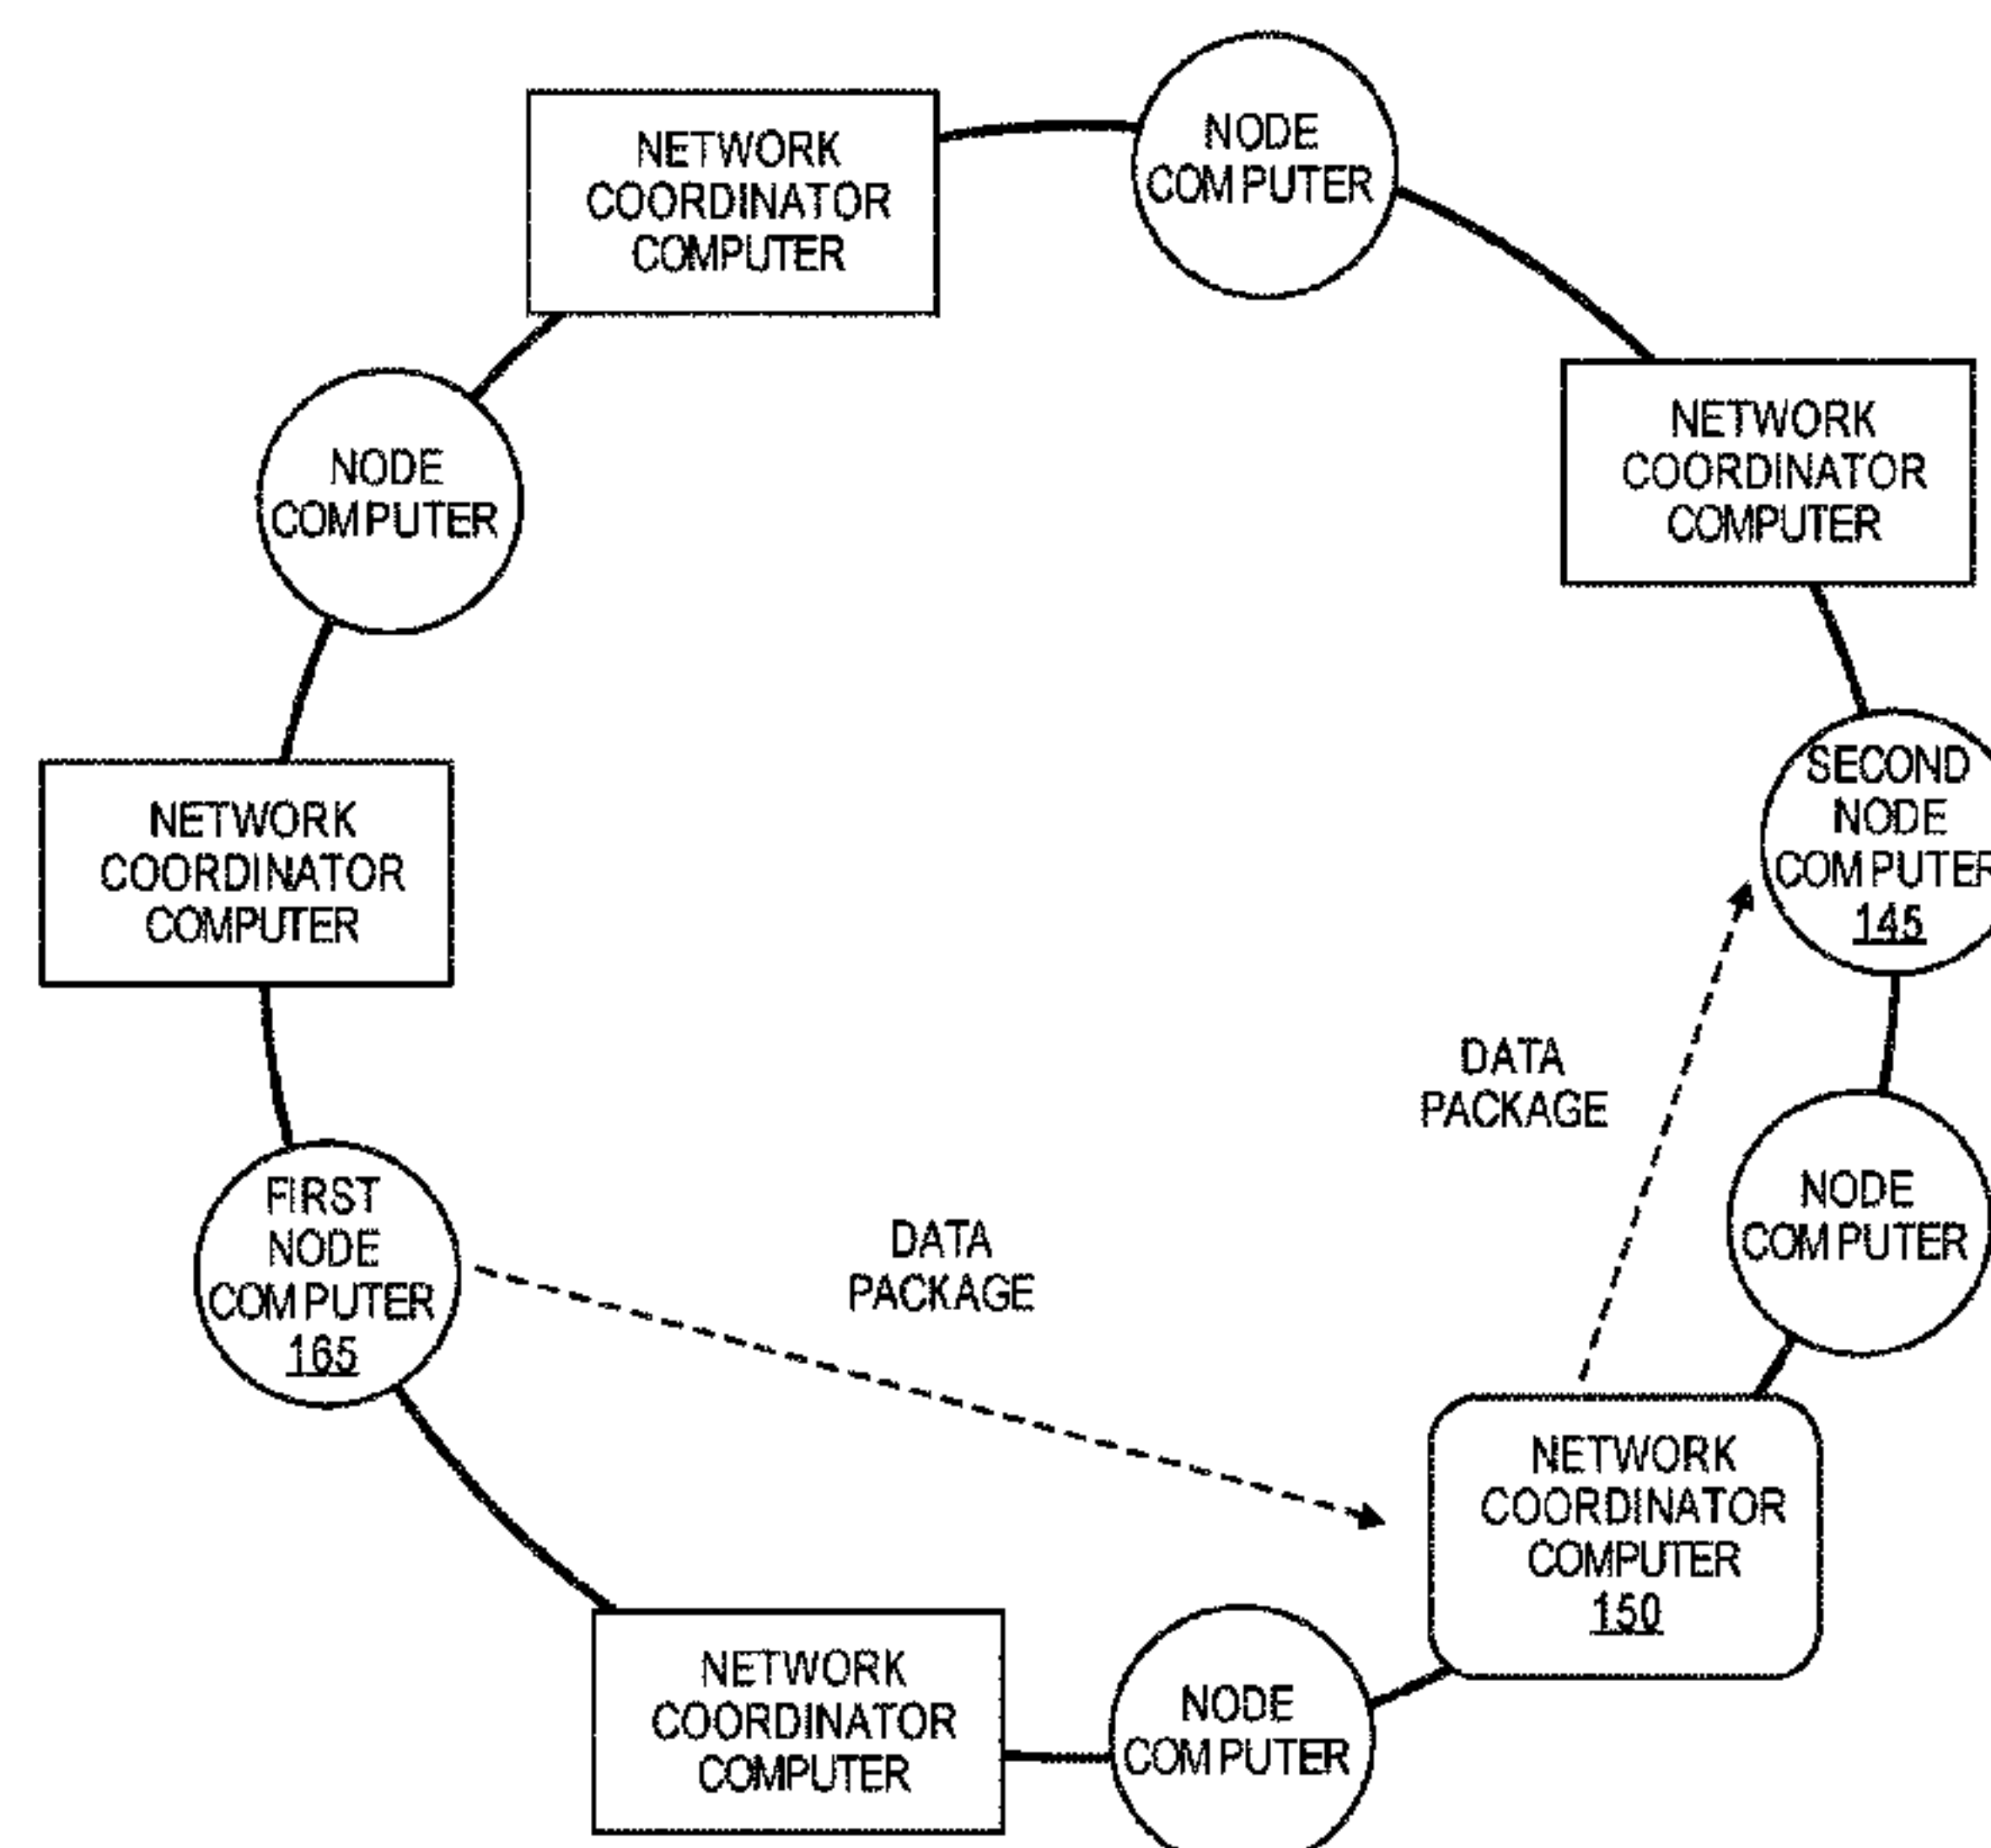 NODE
COMPUTER
NETWORK
COORDINATOR
COMPUTER
NETWORK
COORDINATOR
COMPUTER
NODE
COMPUTER
SECOND
NODE
COMPUTER
145
NETWORK
COORDINATOR
COMPUTER
DATA
PACKAGE
FIRST
NODE
COMPUTER
165
DATA
PACKAGE
NODE
COMPUTER
NETWORK
COORDINATOR
COMPUTER
150
NETWORK
COORDINATOR
COMPUTER
NODE
COMPUTER